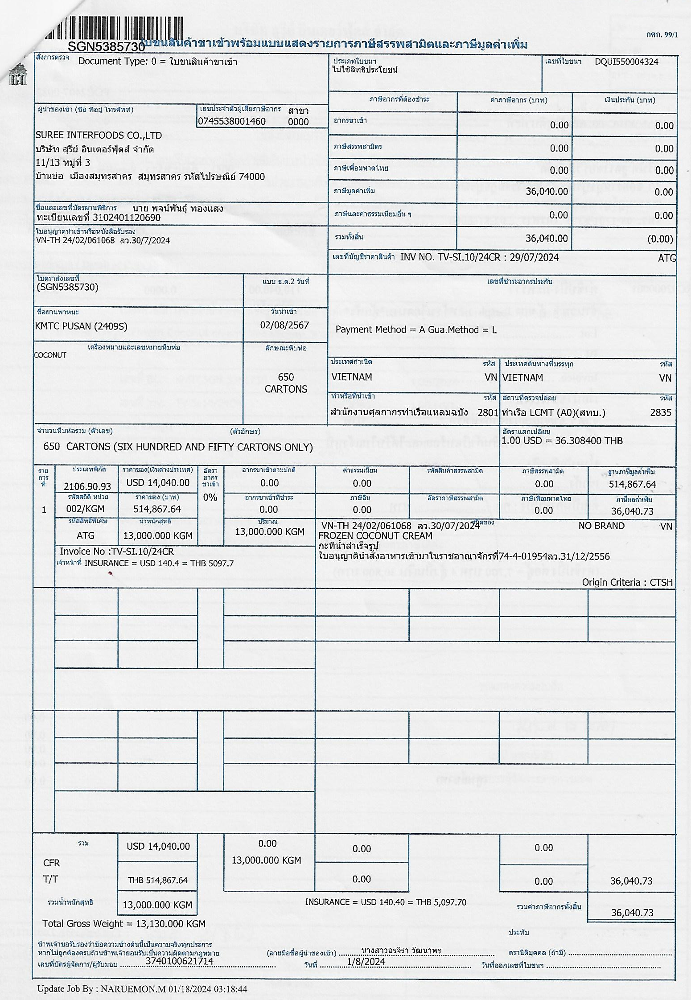 กศก. 99/1
SGN5385730
ใบขนสินค้าขาเข้าพร้อมแบบแสดงรายการภาษีสรรพสามิตและภาษีมูลค่าเพิ่ม
สั่งการตรวจ Document Type: 0 = ใบขนสินค้าขาเข้า
ประเภทใบขนฯ
ไม่ใช้สิทธิประโยชน์
เลขที่ใบขนฯ DQUI550004324
ผู้นำของเข้า (ชื่อ ที่อยู่ โทรศัพท์)
เลขประจำตัวผู้เสียภาษีอากร สาขา
0745538001460 0000
SUREE INTERFOODS CO.,LTD
บริษัท สุรีย์ อินเตอร์ฟู้ดส์ จำกัด
11/13 หมู่ที่ 3
บ้านบ่อ เมืองสมุทรสาคร สมุทรสาคร รหัสไปรษณีย์ 74000
ภาษีอากรที่ต้องชำระ ค่าภาษีอากร (บาท) เงินประกัน (บาท)
อากรขาเข้า 0.00 0.00
ภาษีสรรพสามิตร 0.00 0.00
ภาษีเพื่อมหาดไทย 0.00 0.00
ภาษีมูลค่าเพิ่ม 36,040.00 0.00
ภาษีและค่าธรรมเนียมอื่น ๆ 0.00 0.00
รวมทั้งสิ้น 36,040.00 (0.00)
ชื่อและเลขที่บัตรผ่านพิธีการ นาย พจน์พันธุ์ ทองแสง
ทะเบียนเลขที่ 3102401120690
ใบอนุญาตนำเข้าหรือหนังสือรับรอง
VN-TH 24/02/061068 ลว.30/7/2024
เลขที่บัญชีราคาสินค้า INV NO. TV-SI.10/24CR : 29/07/2024 ATG
ใบตราส่งเลขที่
(SGN5385730)
แบบ ธ.ต.2 วันที่
เลขที่ชำระอากรประกัน
ชื่อยานพาหนะ
KMTC PUSAN (2409S)
วันนำเข้า
02/08/2567
Payment Method = A Gua.Method = L
เครื่องหมายและเลขหมายหีบห่อ
COCONUT
ลักษณะหีบห่อ
650
CARTONS
ประเทศกำเนิด รหัส ประเทศต้นทางที่บรรทุก รหัส
VIETNAM VN VIETNAM VN
ท่าหรือที่นำเข้า รหัส สถานที่ตรวจปล่อย รหัส
สำนักงานศุลกากรท่าเรือแหลมฉบัง 2801 ท่าเรือ LCMT (A0)(สทบ.) 2835
จำนวนหีบห่อรวม (ตัวเลข) (ตัวอักษร)
650 CARTONS (SIX HUNDRED AND FIFTY CARTONS ONLY)
อัตราแลกเปลี่ยน
1.00 USD = 36.308400 THB
รายการที่ ประเภทพิกัด ราคาของ(เงินต่างประเทศ) อัตราอากรขาเข้า อากรขาเข้าตามปกติ ค่าธรรมเนียม รหัสสินค้าสรรพสามิต ภาษีสรรพสามิต ฐานภาษีมูลค่าเพิ่ม
2106.90.93 USD 14,040.00 0.00 0.00 0.00 514,867.64
รหัสสถิติ หน่วย ราคาของ (บาท) 0% อากรขาเข้าที่ชำระ ภาษีอื่น อัตราภาษีสรรพสามิต ภาษีเพื่อมหาดไทย ภาษีมูลค่าเพิ่ม
1 002/KGM 514,867.64 0.00 0.00 0.00 36,040.73
รหัสสิทธิพิเศษ น้ำหนักสุทธิ ปริมาณ ชนิดของ
ATG 13,000.000 KGM 13,000.000 KGM
VN-TH 24/02/061068 ลว.30/07/2024 NO BRAND VN
FROZEN COCONUT CREAM
กะทิน้ำสำเร็จรูป
ใบอนุญาตินำสั่งอาหารเข้ามาในราชอาณาจักรที่74-4-01954ลว.31/12/2556
Origin Criteria : CTSH
Invoice No :TV-SI.10/24CR
เจ้าหน้าที่ INSURANCE = USD 140.4 = THB 5097.7
รวม USD 14,040.00 0.00 0.00 0.00
CFR 13,000.000 KGM
T/T THB 514,867.64 0.00 0.00 36,040.73
รวมน้ำหนักสุทธิ 13,000.000 KGM
INSURANCE = USD 140.40 = THB 5,097.70
รวมค่าภาษีอากรทั้งสิ้น 36,040.73
Total Gross Weight = 13,130.000 KGM
ประทับ
ข้าพเจ้าขอรับรองว่าข้อความข้างต้นนี้เป็นความจริงทุกประการ
หากไม่ถูกต้องครบถ้วนข้าพเจ้ายอมรับเป็นความผิดตามกฎหมาย
(ลายมือชื่อผู้นำของเข้า) นางสาวอรจิรา วัฒนาพร
ตรานิติบุคคล (ถ้ามี)
เลขที่บัตรผู้จัดการ/ผู้รับมอบ 3740100621714
วันที่ 1/8/2024
วันที่ออกเลขที่ใบขนฯ
Update Job By : NARUEMON.M 01/18/2024 03:18:44